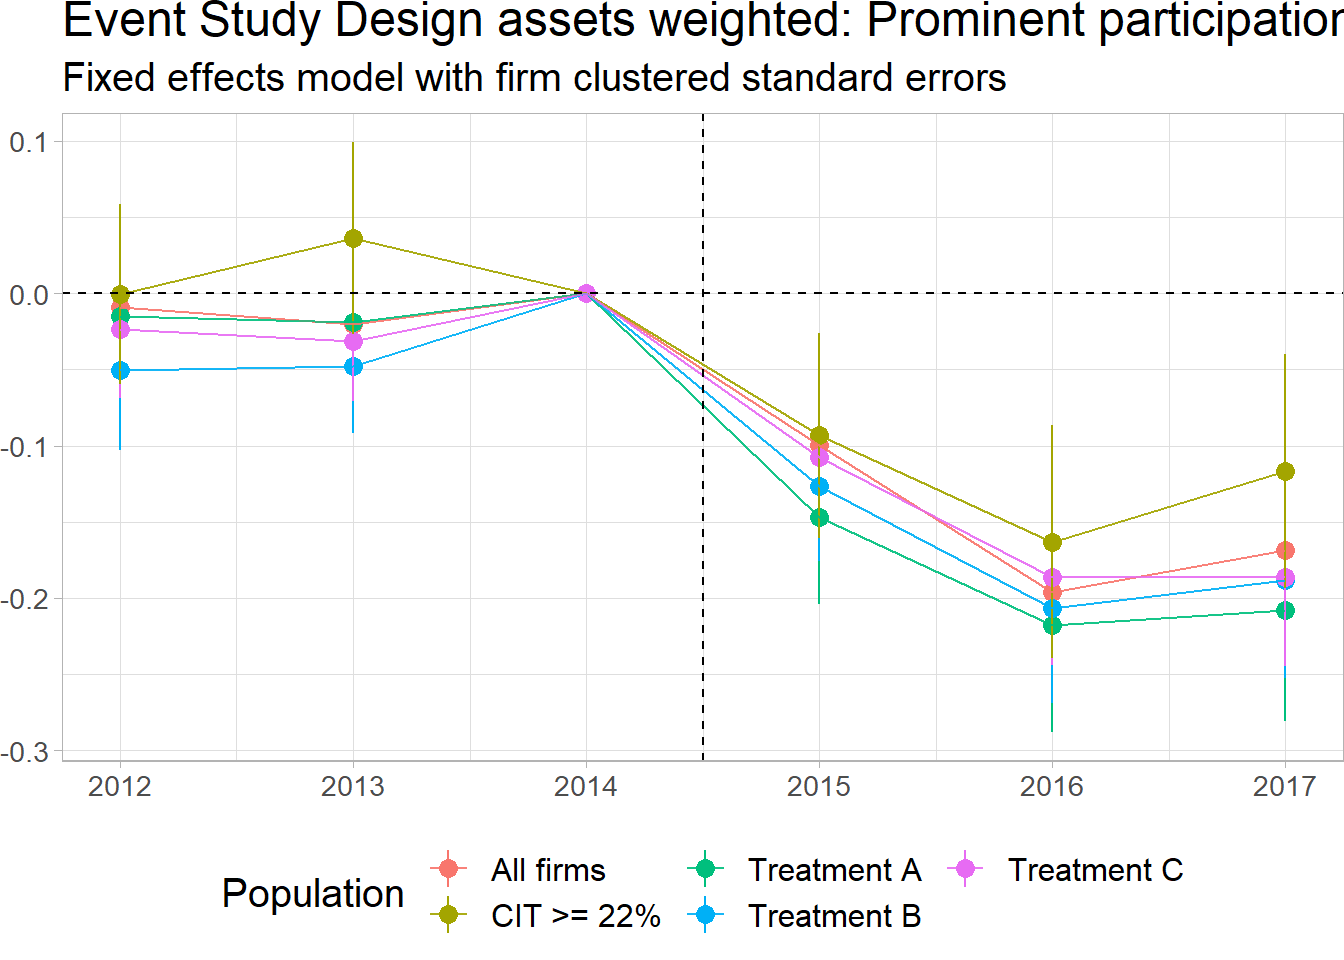 Event Study Design assets weighted: Prominent participation
Fixed effects model with firm clustered standard errors
0.1
0.0
-0.1
-0.2
-0.3
2012 2013 2014 2015 2016 2017
Population
All firms Treatment A Treatment C
CIT >= 22% Treatment B